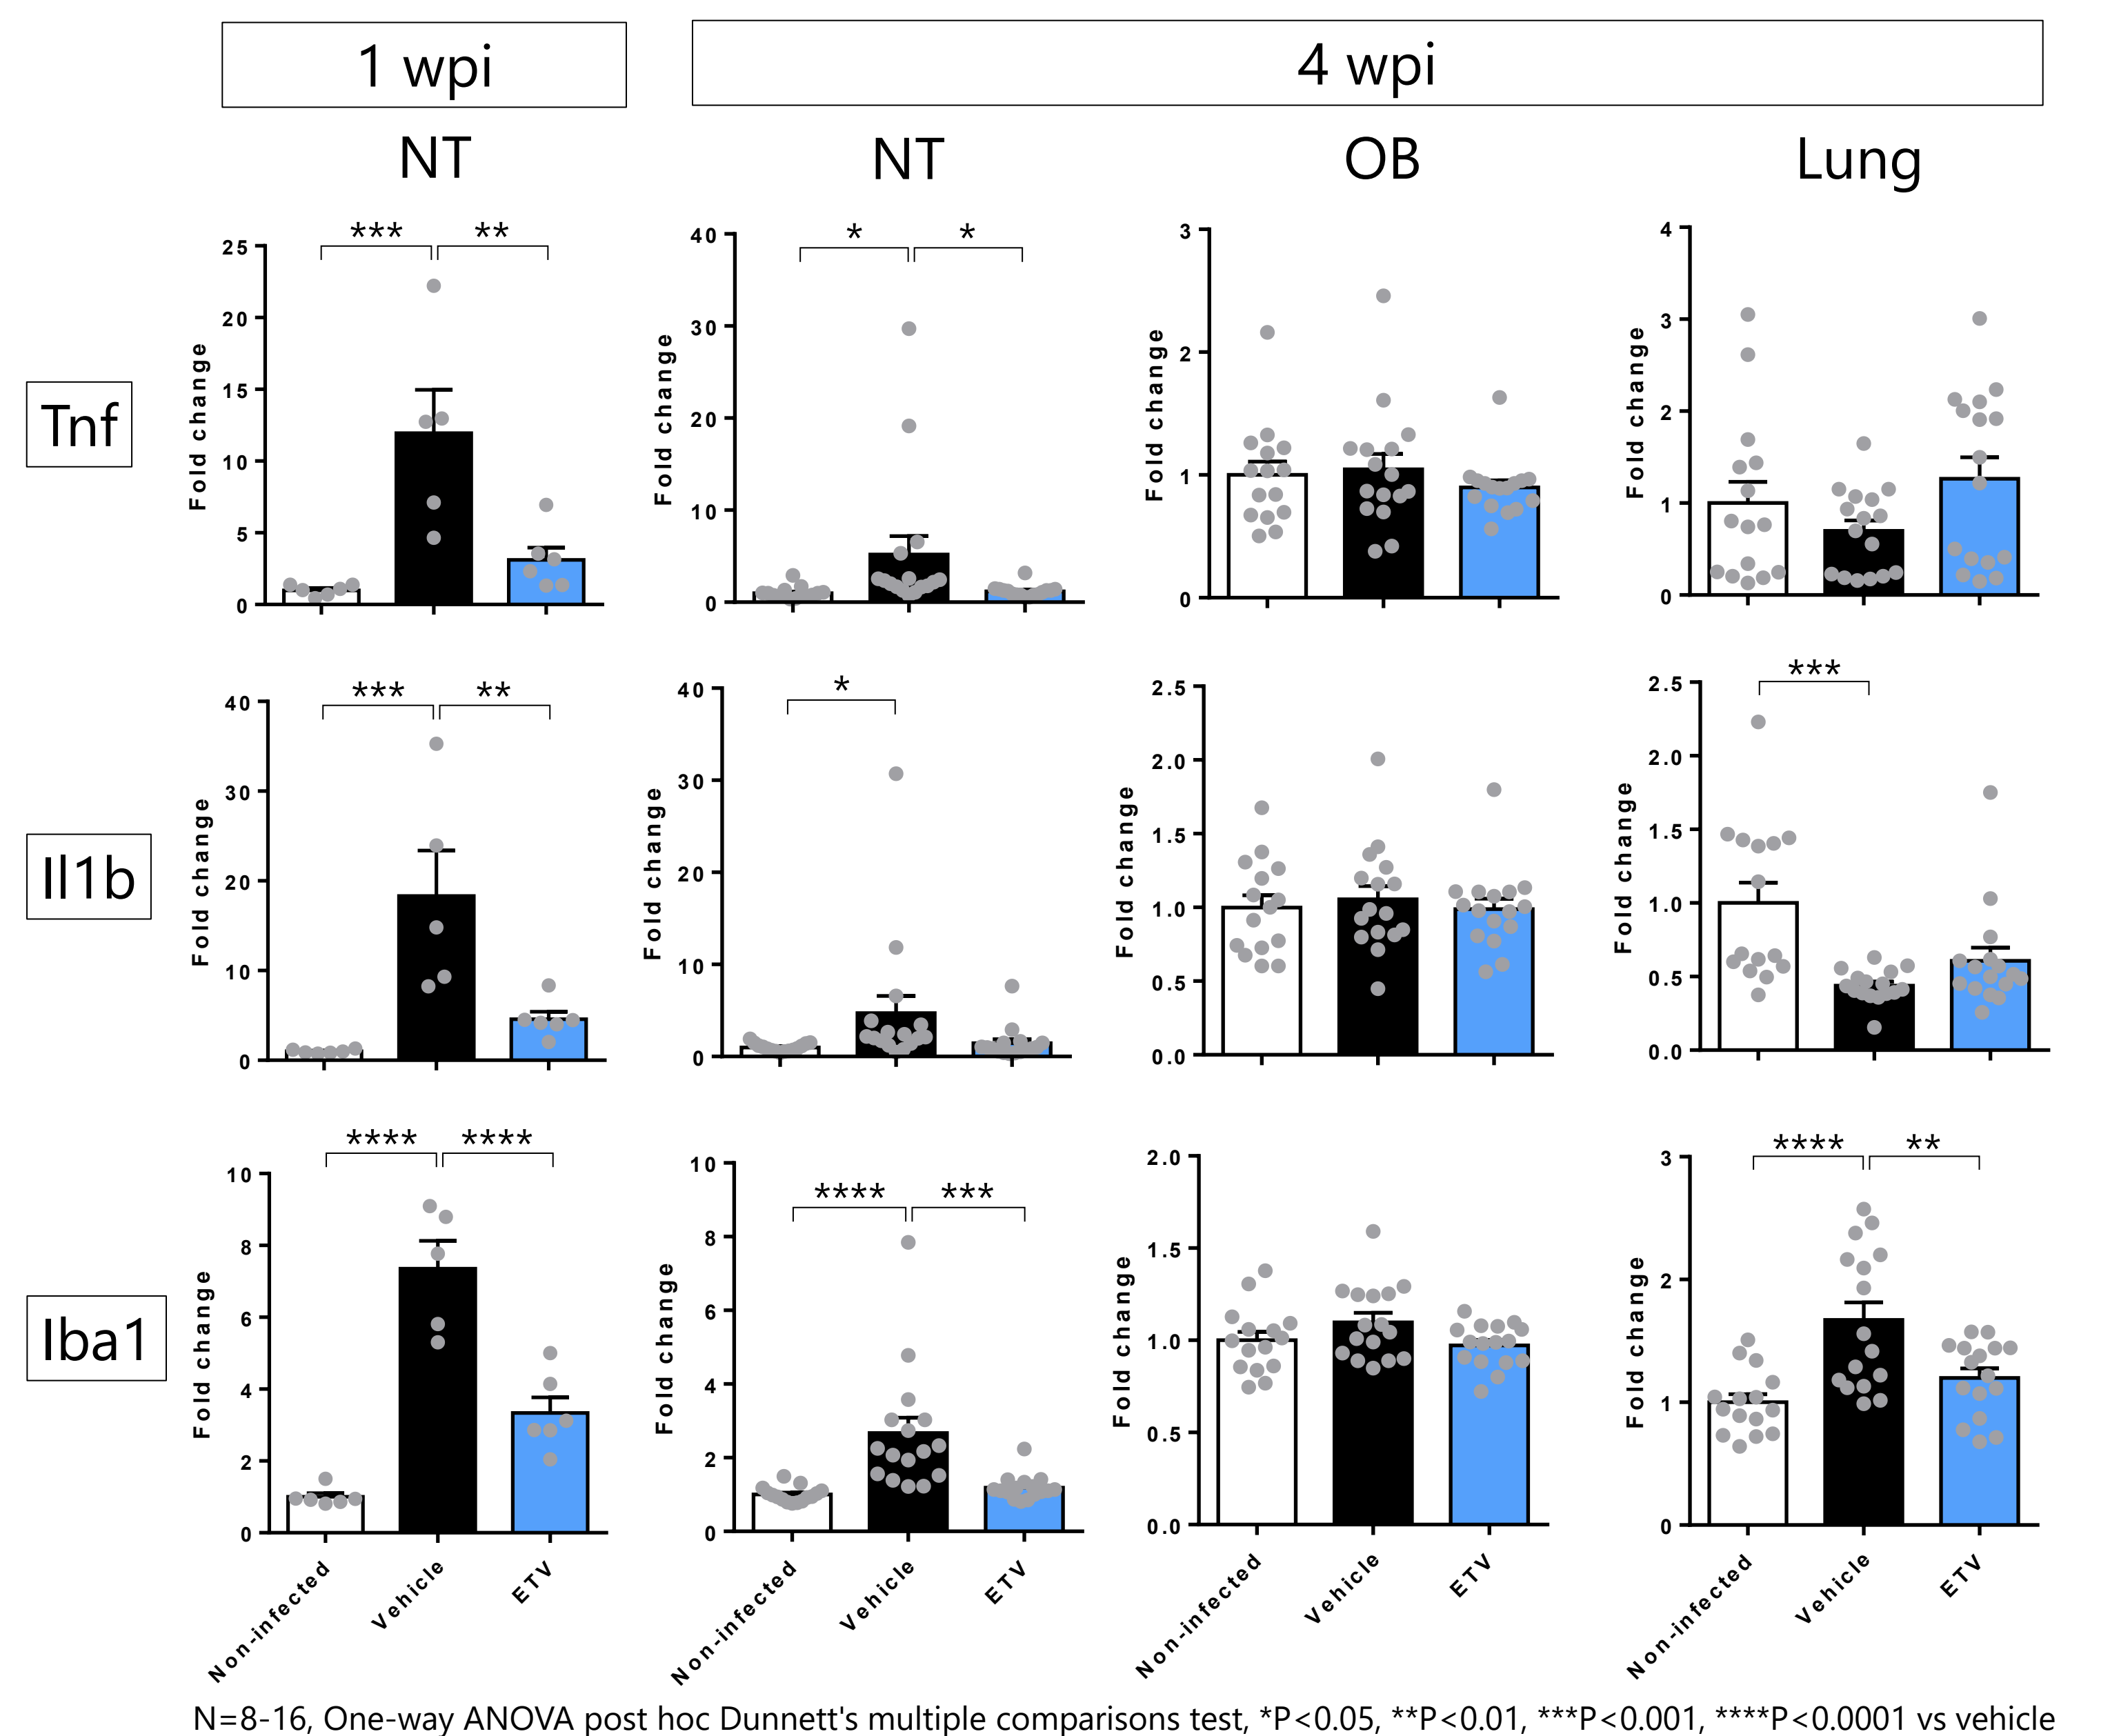 1 wpi
4 wpi
NT
NT
OB
Lung
Tnf
Fold change
25
20
15
10
5
0
***
**
Fold change
40
30
20
10
0
*
*
Fold change
3
2
1
0
Fold change
4
3
2
1
0
Il1b
Fold change
40
30
20
10
0
***
**
Fold change
40
30
20
10
0
*
Fold change
2.5
2.0
1.5
1.0
0.5
0.0
Fold change
2.5
2.0
1.5
1.0
0.5
0.0
***
Iba1
Fold change
10
8
6
4
2
0
****
****
Non-infected
Vehicle
ETV
Fold change
10
8
6
4
2
0
****
***
Non-infected
Vehicle
ETV
Fold change
2.0
1.5
1.0
0.5
0.0
Non-infected
Vehicle
ETV
Fold change
3
2
1
0
****
**
Non-infected
Vehicle
ETV
N=8-16, One-way ANOVA post hoc Dunnett's multiple comparisons test, *P<0.05, **P<0.01, ***P<0.001, ****P<0.0001 vs vehicle